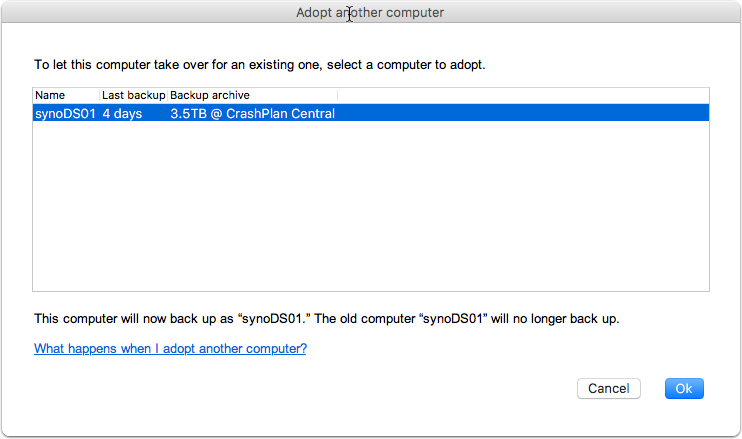 Adopt another computer
To let this computer take over for an existing one, select a computer to adopt.
Name Last backup Backup archive
synoDS01 4 days 3.5TB @ CrashPlan Central
This computer will now back up as “synoDS01.” The old computer “synoDS01” will no longer back up.
What happens when I adopt another computer?
Cancel Ok